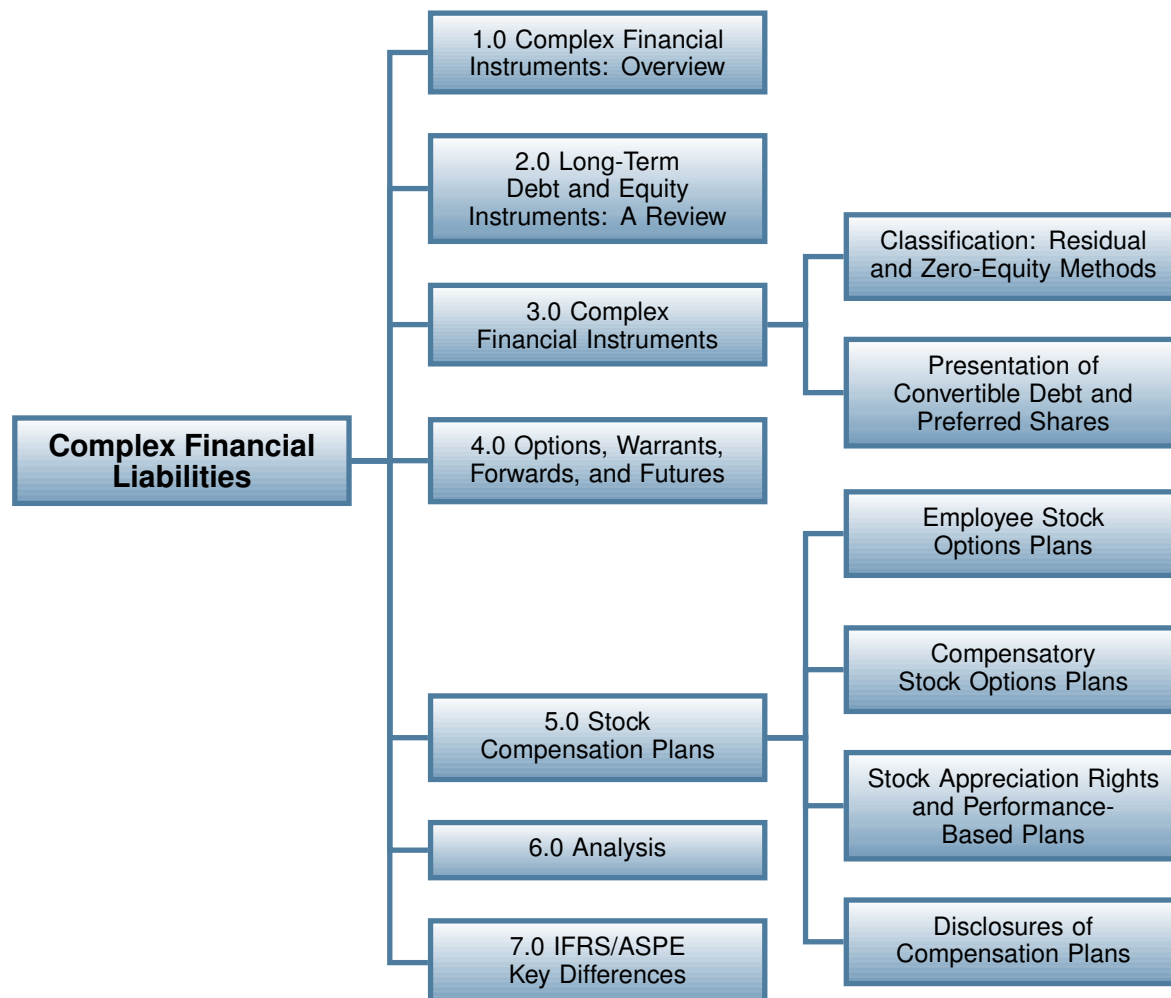 Complex Financial
Liabilities
1.0 Complex Financial
Instruments: Overview
2.0 Long-Term
Debt and Equity
Instruments: A Review
3.0 Complex
Financial Instruments
Classification: Residual
and Zero-Equity Methods
Presentation of
Convertible Debt and
Preferred Shares
4.0 Options, Warrants,
Forwards, and Futures
5.0 Stock
Compensation Plans
Employee Stock
Options Plans
Compensatory
Stock Options Plans
Stock Appreciation Rights
and Performance-
Based Plans
Disclosures of
Compensation Plans
6.0 Analysis
7.0 IFRS/ASPE
Key Differences